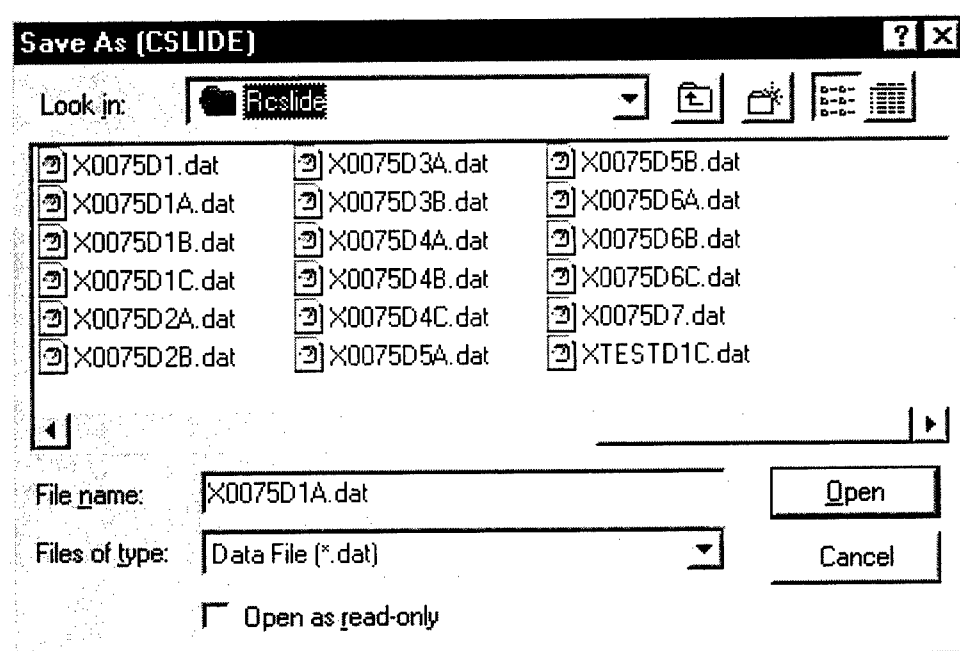 Save As (CSLIDE)
Look in: Rcslide
X0075D1.dat X0075D3A.dat X0075D5B.dat
X0075D1A.dat X0075D3B.dat X0075D6A.dat
X0075D1B.dat X0075D4A.dat X0075D6B.dat
X0075D1C.dat X0075D4B.dat X0075D6C.dat
X0075D2A.dat X0075D4C.dat X0075D7.dat
X0075D2B.dat X0075D5A.dat XTESTD1C.dat
File name: X0075D1A.dat Open
Files of type: Data File (*.dat) Cancel
Open as read-only